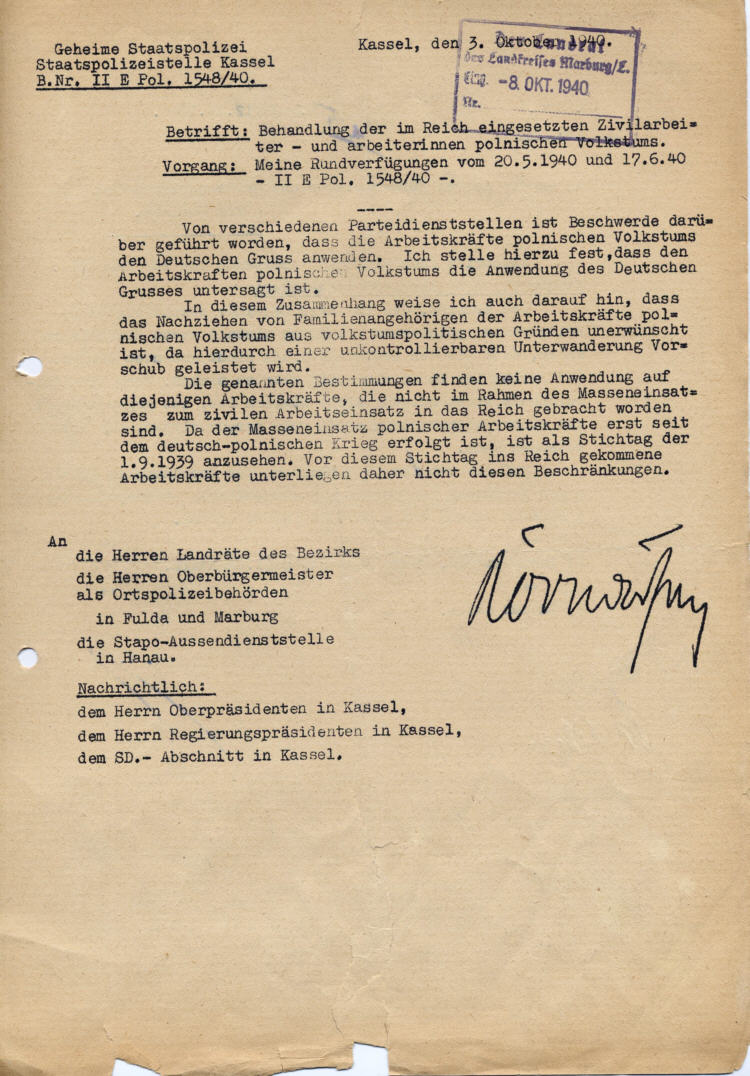 Geheime Staatspolizei
Staatspolizeistelle Kassel
B.Nr. II E Pol. 1548/40.
Kassel, den 3. Oktober 1940.
Der Landrat
des Landkreises Marburg/L.
Eing. -8. OKT. 1940
Nr.
Betrifft: Behandlung der im Reich eingesetzten Zivilarbei=
ter - und arbeiterinnen polnischen Volkstums.
Vorgang: Meine Rundverfügungen vom 20.5.1940 und 17.6.40
- II E Pol. 1548/40 -.
----
Von verschiedenen Parteidienststellen ist Beschwerde darü=
ber geführt worden, dass die Arbeitskräfte polnischen Volkstums
den Deutschen Gruss anwenden. Ich stelle hierzu fest,dass den
Arbeitskräften polnischen Volkstums die Anwendung des Deutschen
Grusses untersagt ist.
In diesem Zusammenhang weise ich auch darauf hin, dass
das Nachziehen von Familienangehörigen der Arbeitskräfte pol=
nischen Volkstums aus volkstumspolitischen Gründen unerwünscht
ist, da hierdurch einer unkontrollierbaren Unterwanderung Vor=
schub geleistet wird.
Die genannten Bestimmungen finden keine Anwendung auf
diejenigen Arbeitskräfte, die nicht im Rahmen des Masseneinsat=
zes zum zivilen Arbeitseinsatz in das Reich gebracht worden
sind. Da der Masseneinsatz polnischer Arbeitskräfte erst seit
dem deutsch-polnischen Krieg erfolgt ist, ist als Stichtag der
1.9.1939 anzusehen. Vor diesem Stichtag ins Reich gekommene
Arbeitskräfte unterliegen daher nicht diesen Beschränkungen.
An
die Herren Landräte des Bezirks
die Herren Oberbürgermeister
als Ortspolizeibehörden
in Fulda und Marburg
die Stapo-Aussendienststelle
in Hanau.
Nachrichtlich:
dem Herrn Oberpräsidenten in Kassel,
dem Herrn Regierungspräsidenten in Kassel,
dem SD.- Abschnitt in Kassel.